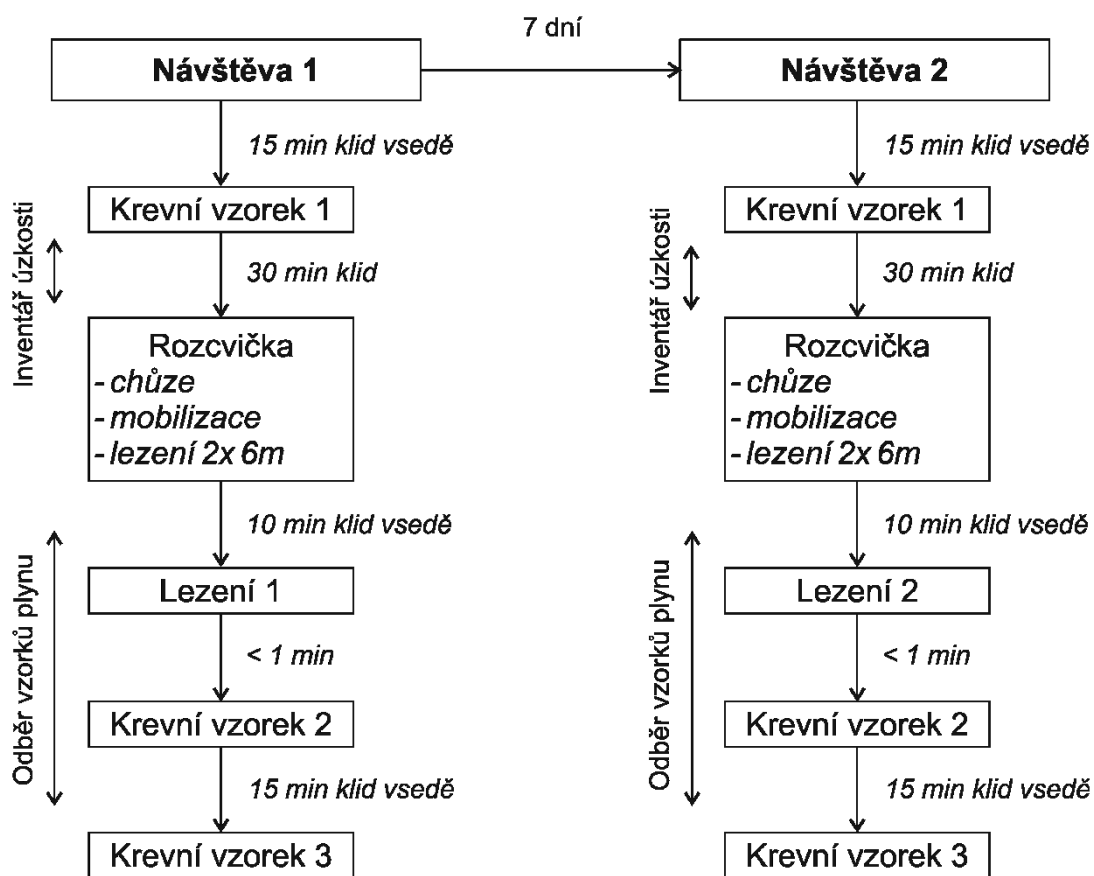 7 dní
Návštěva 1
15 min klid vsedě
Krevní vzorek 1
Inventář úzkosti
30 min klid
Rozcvička
- chůze
- mobilizace
- lezení 2x 6m
10 min klid vsedě
Odběr vzorků plynu
Lezení 1
< 1 min
Krevní vzorek 2
15 min klid vsedě
Krevní vzorek 3
Návštěva 2
15 min klid vsedě
Krevní vzorek 1
Inventář úzkosti
30 min klid
Rozcvička
- chůze
- mobilizace
- lezení 2x 6m
10 min klid vsedě
Odběr vzorků plynu
Lezení 2
< 1 min
Krevní vzorek 2
15 min klid vsedě
Krevní vzorek 3